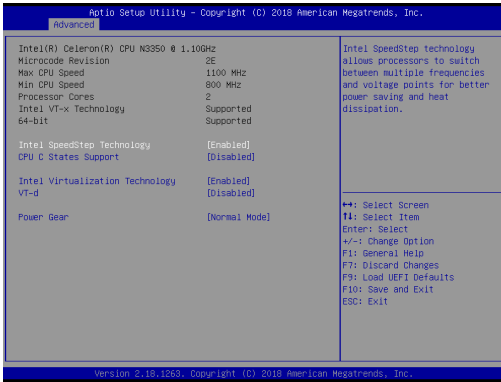 Aptio Setup Utility – Copyright (C) 2018 American Megatrends, Inc.
Advanced
Intel(R) Celeron(R) CPU N3350 @ 1.10GHz
Microcode Revision 2E
Max CPU Speed 1100 MHz
Min CPU Speed 800 MHz
Processor Cores 2
Intel VT-x Technology Supported
64-bit Supported
Intel SpeedStep Technology [Enabled]
CPU C States Support [Disabled]
Intel Virtualization Technology [Enabled]
VT-d [Disabled]
Power Gear [Normal Mode]
Intel SpeedStep technology
allows processors to switch
between multiple frequencies
and voltage points for better
power saving and heat
dissipation.
↔: Select Screen
↑↓: Select Item
Enter: Select
+/-: Change Option
F1: General Help
F7: Discard Changes
F9: Load UEFI Defaults
F10: Save and Exit
ESC: Exit
Version 2.18.1263. Copyright (C) 2018 American Megatrends, Inc.